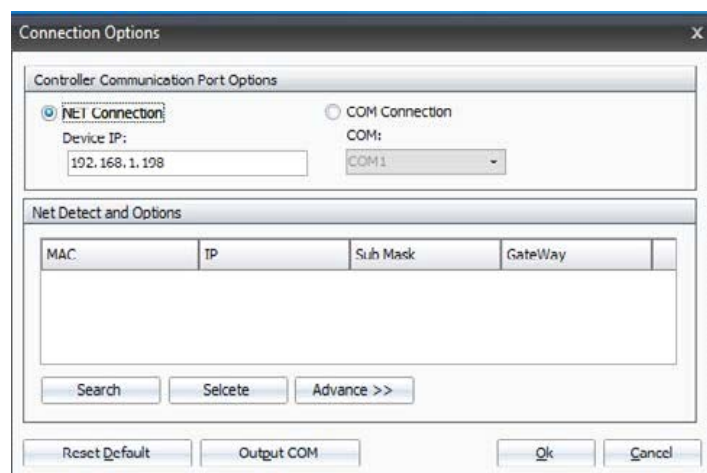 Connection Options X
Controller Communication Port Options
NET Connection COM Connection
Device IP: COM:
192.168.1.198 COM1
Net Detect and Options
MAC IP Sub Mask GateWay
Search Selcete Advance >>
Reset Default Output COM Ok Cancel